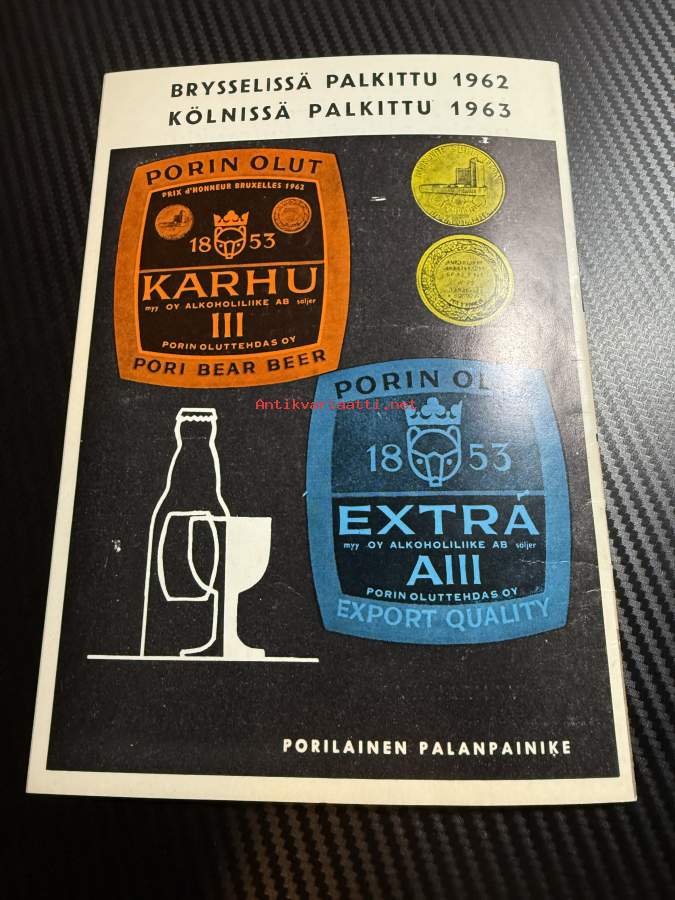 BRYSSELISSÄ PALKITTU 1962
KÖLNISSÄ PALKITTU 1963
PORIN OLUT
PRIX d'HONNEUR BRUXELLES 1962
18 53
KARHU
myy OY ALKOHOLILIIKE AB säljer
III
PORIN OLUTTEHDAS OY
PORI BEAR BEER
PORIN OLUT
Antikvariaatti.net
18 53
EXTRA
myy OY ALKOHOLILIIKE AB säljer
AIII
PORIN OLUTTEHDAS OY
EXPORT QUALITY
PORILAINEN PALANPAINIKE